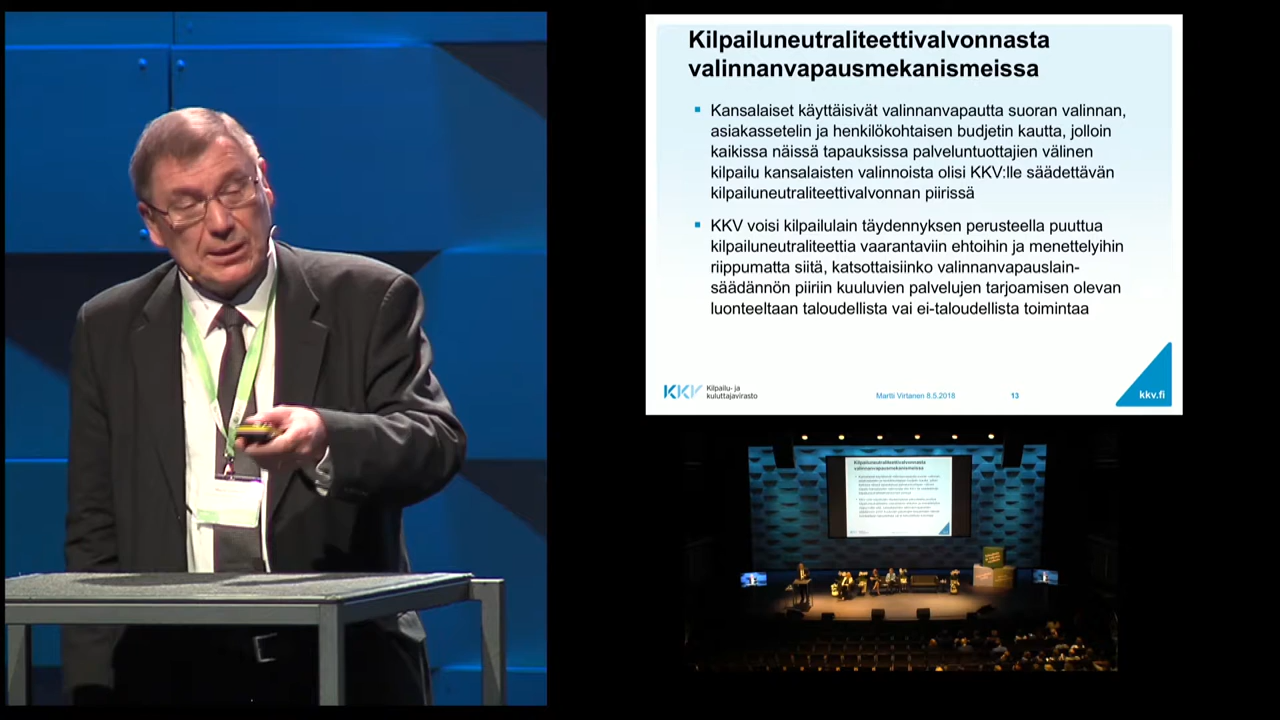 Kilpailuneutraliteettivalvonnasta
valinnanvapausmekanismeissa
Kansalaiset käyttäisivät valinnanvapautta suoran valinnan,
asiakassetelin ja henkilökohtaisen budjetin kautta, jolloin
kaikissa näissä tapauksissa palveluntuottajien välinen
kilpailu kansalaisten valinnoista olisi KKV:lle säädettävän
kilpailuneutraliteettivalvonnan piirissä
KKV voisi kilpailulain täydennyksen perusteella puuttua
kilpailuneutraliteettia vaarantaviin ehtoihin ja menettelyihin
riippumatta siitä, katsottaisiinko valinnanvapauslain-
säädännön piiriin kuuluvien palvelujen tarjoamisen olevan
luonteeltaan taloudellista vai ei-taloudellista toimintaa
KKV Kilpailu- ja
kuluttajavirasto
Martti Virtanen 8.5.2018
13
kkv.fi
Kilpailuneutraliteettivalvonnasta
valinnanvapausmekanismeissa